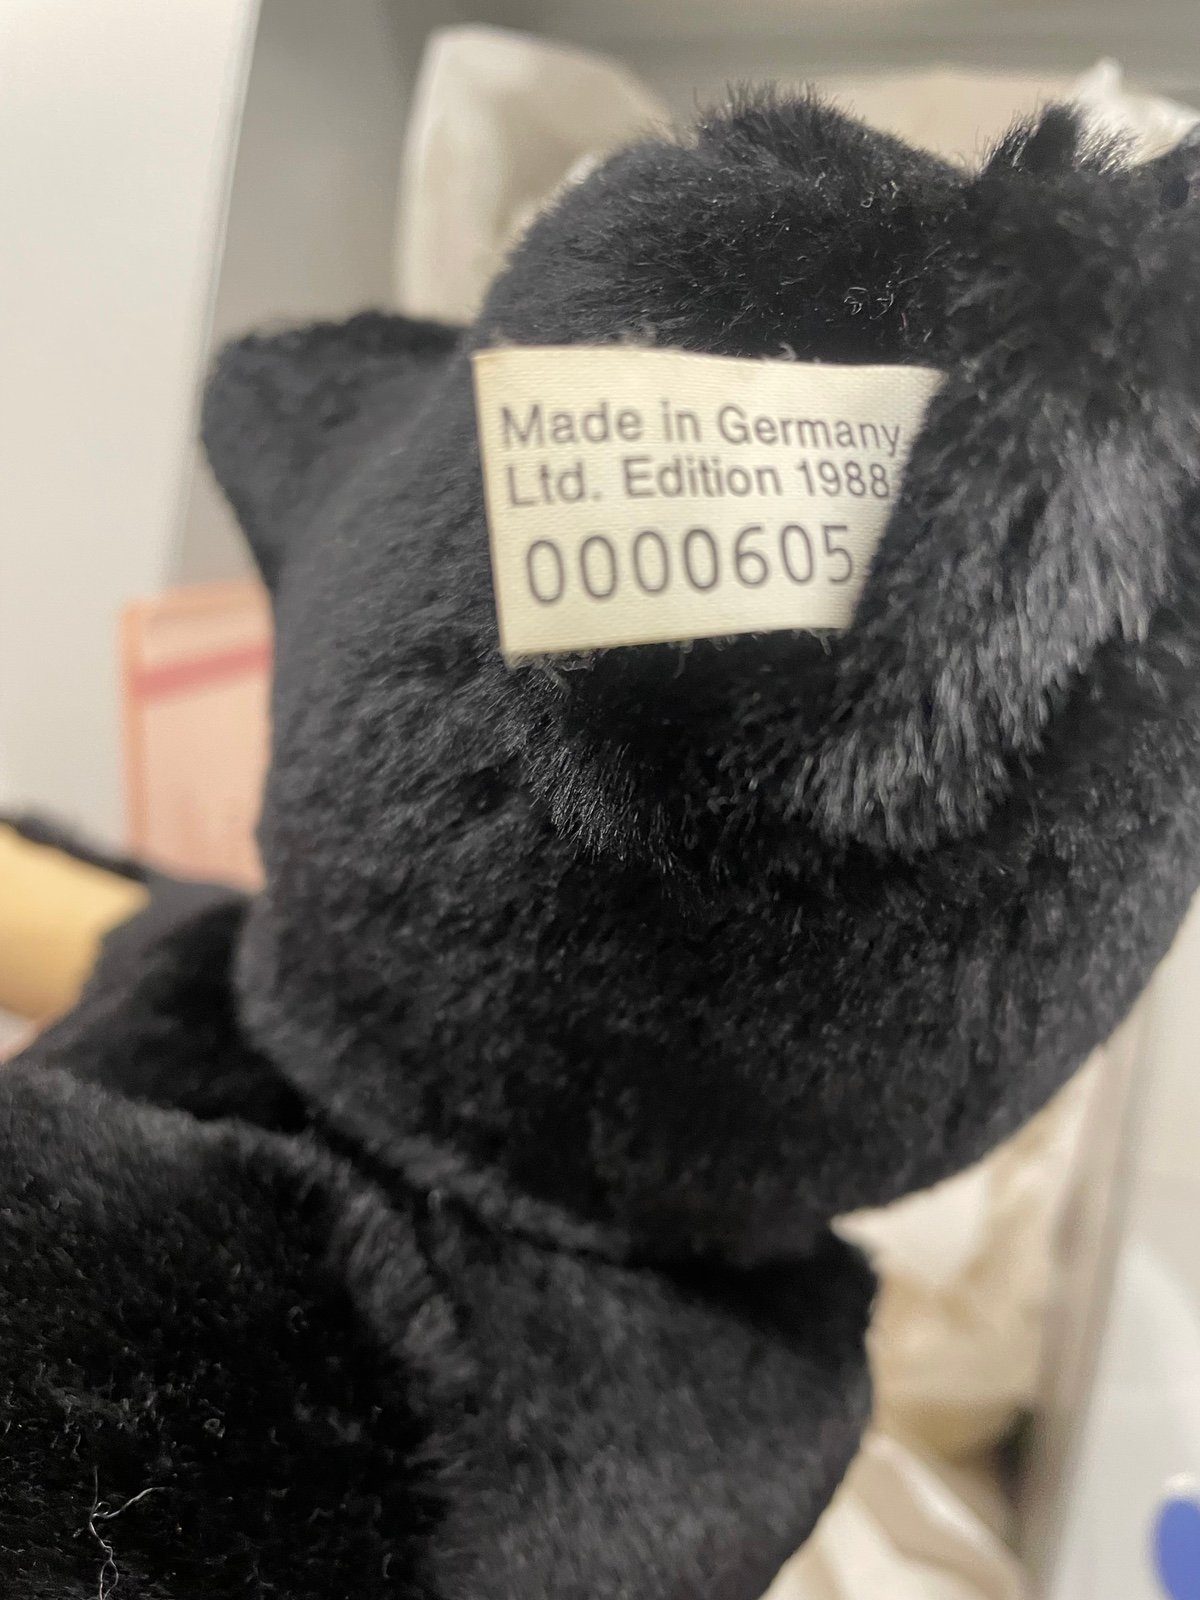 Made in Germany
Ltd. Edition 1988
0000605